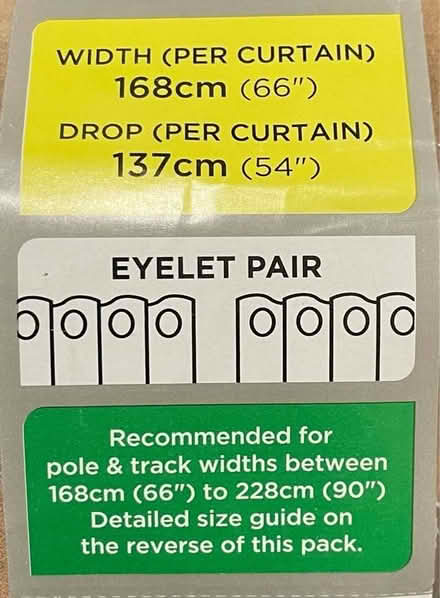 WIDTH (PER CURTAIN)
168cm (66")
DROP (PER CURTAIN)
137cm (54")
EYELET PAIR
Recommended for
pole & track widths between
168cm (66") to 228cm (90")
Detailed size guide on
the reverse of this pack.